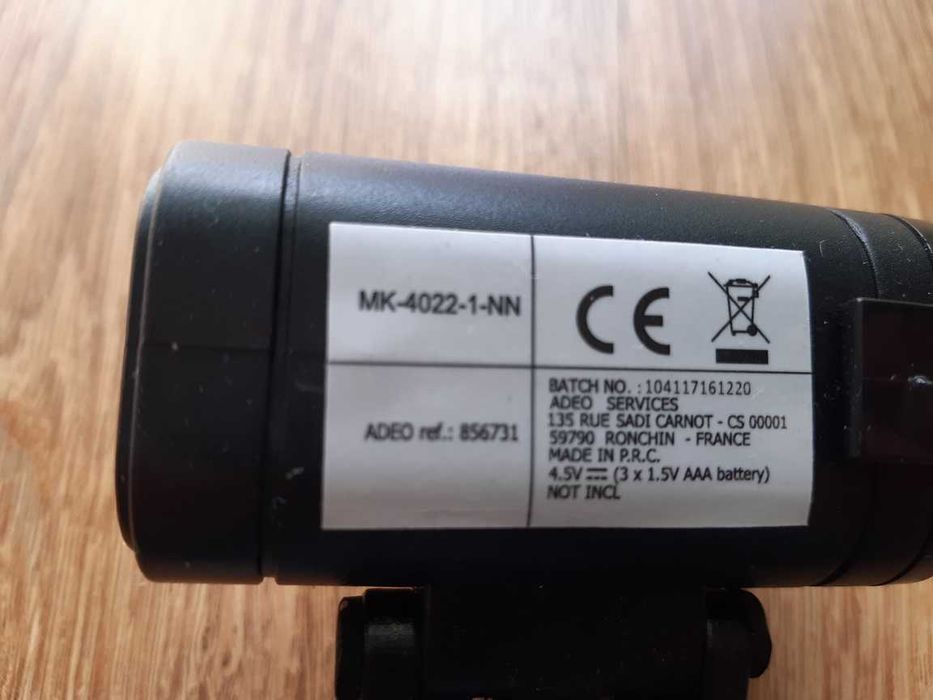 MK-4022-1-NN
CE
ADEO ref.: 856731
BATCH NO. : 104117161220
ADEO SERVICES
135 RUE SADI CARNOT - CS 00001
59790 RONCHIN - FRANCE
MADE IN P.R.C.
4.5V ⎓ (3 x 1.5V AAA battery)
NOT INCL